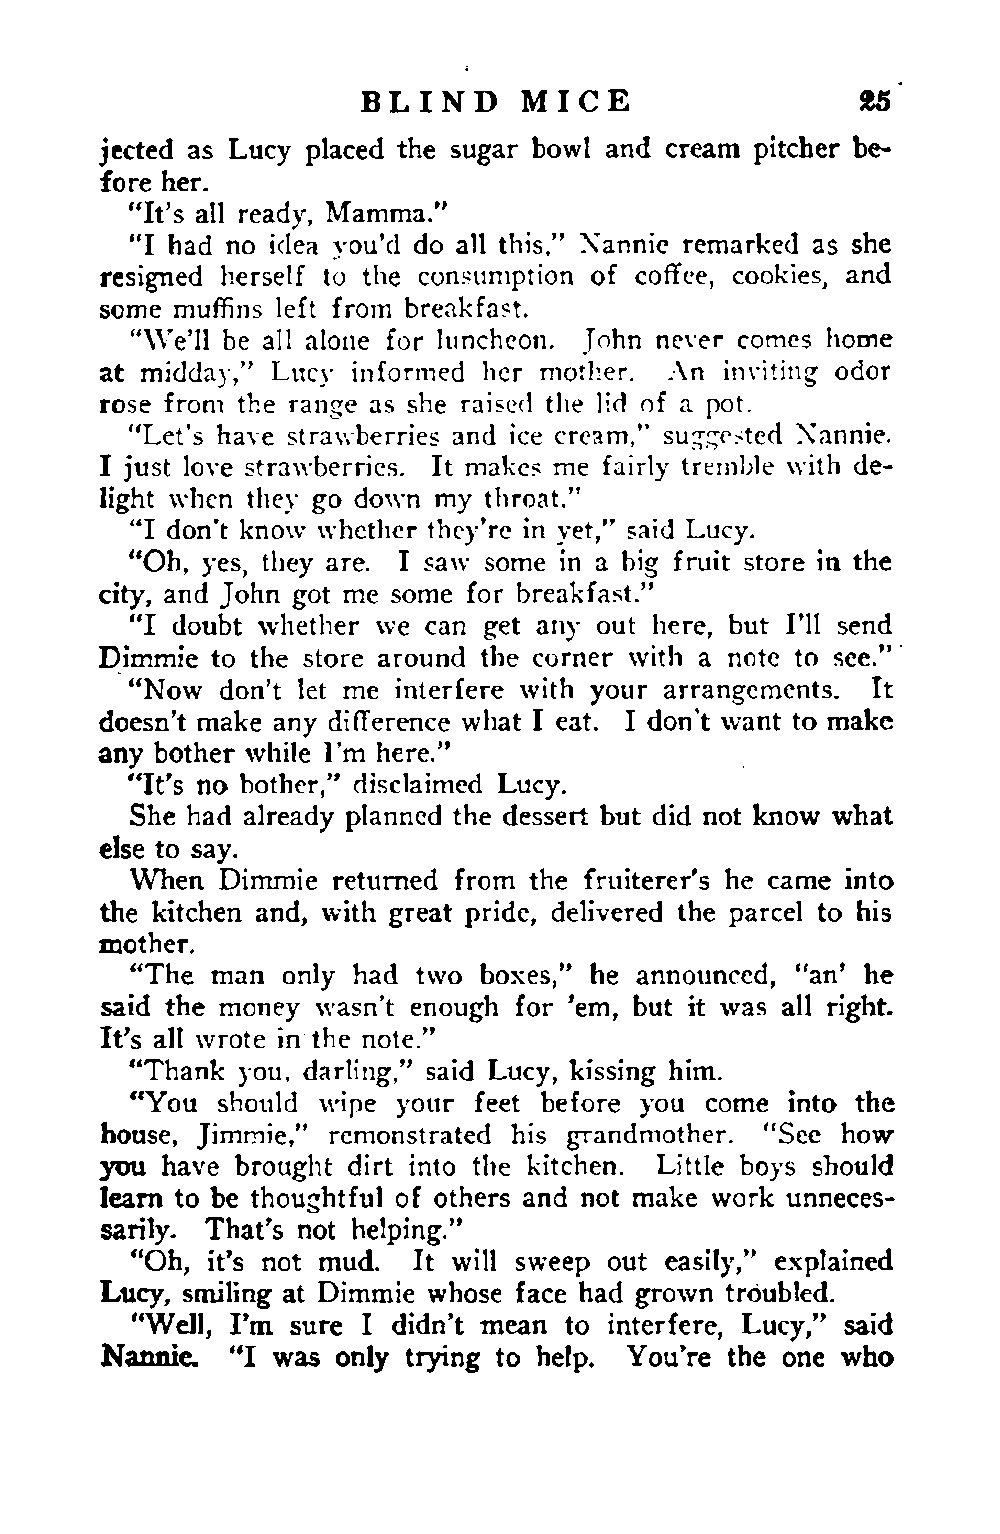 BLIND MICE 25
jected as Lucy placed the sugar bowl and cream pitcher be-
fore her.
"It's all ready, Mamma."
"I had no idea you'd do all this," Nannie remarked as she
resigned herself to the consumption of coffee, cookies, and
some muffins left from breakfast.
"We'll be all alone for luncheon. John never comes home
at midday," Lucy informed her mother. An inviting odor
rose from the range as she raised the lid of a pot.
"Let's have strawberries and ice cream," suggested Nannie.
I just love strawberries. It makes me fairly tremble with de-
light when they go down my throat."
"I don't know whether they're in yet," said Lucy.
"Oh, yes, they are. I saw some in a big fruit store in the
city, and John got me some for breakfast."
"I doubt whether we can get any out here, but I'll send
Dimmie to the store around the corner with a note to see."
"Now don't let me interfere with your arrangements. It
doesn't make any difference what I eat. I don't want to make
any bother while I'm here."
"It's no bother," disclaimed Lucy.
She had already planned the dessert but did not know what
else to say.
When Dimmie returned from the fruiterer's he came into
the kitchen and, with great pride, delivered the parcel to his
mother.
"The man only had two boxes," he announced, "an' he
said the money wasn't enough for 'em, but it was all right.
It's all wrote in the note."
"Thank you, darling," said Lucy, kissing him.
"You should wipe your feet before you come into the
house, Jimmie," remonstrated his grandmother. "See how
you have brought dirt into the kitchen. Little boys should
learn to be thoughtful of others and not make work unneces-
sarily. That's not helping."
"Oh, it's not mud. It will sweep out easily," explained
Lucy, smiling at Dimmie whose face had grown troubled.
"Well, I'm sure I didn't mean to interfere, Lucy," said
Nannie. "I was only trying to help. You're the one who